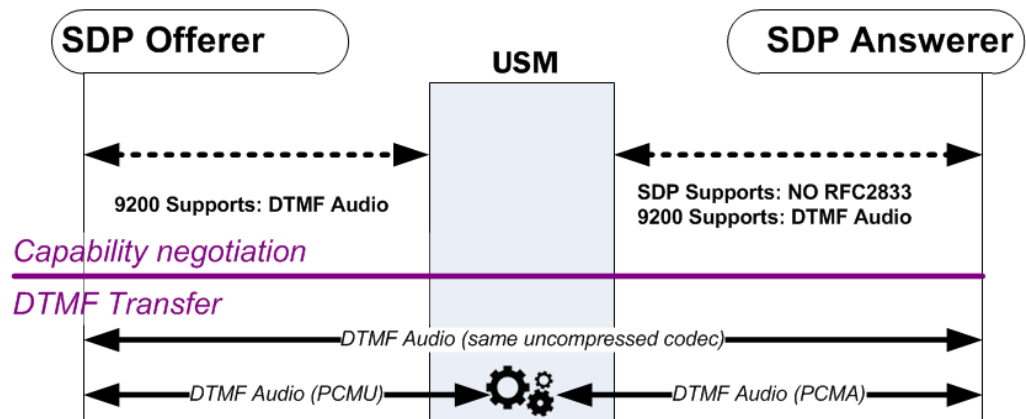 SDP Offerer
USM
SDP Answerer
9200 Supports: DTMF Audio
SDP Supports: NO RFC2833
9200 Supports: DTMF Audio
Capability negotiation
DTMF Transfer
DTMF Audio (same uncompressed codec)
DTMF Audio (PCMU)
DTMF Audio (PCMA)